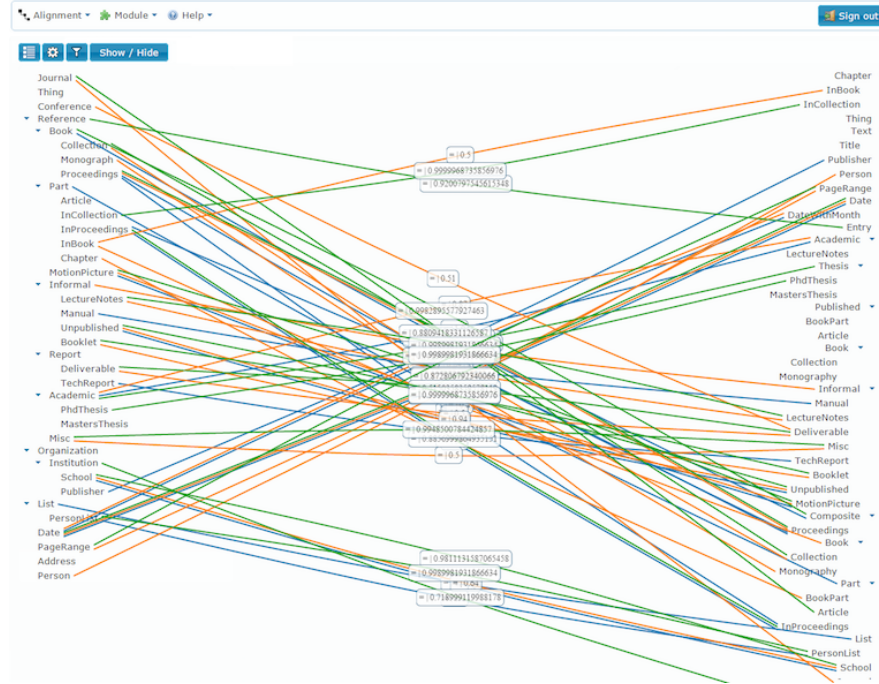 Alignment Module Help
Sign out
Show / Hide
Journal
Thing
Conference
Reference
Book
Collection
Monograph
Proceedings
Part
Article
InCollection
InProceedings
InBook
Chapter
MotionPicture
Informal
LectureNotes
Manual
Unpublished
Booklet
Report
Deliverable
TechReport
Academic
PhdThesis
MastersThesis
Misc
Organization
Institution
School
Publisher
List
PersonList
Date
PageRange
Address
Person
= | 0.5
= | 0.9999968735856976
= | 0.9200797545615348
= | 0.51
= | 0.8809418331126587
= | 0.9989981931866634
= | 0.872806792340066
= | 0.9999968735856976
= | 0.94
= | 0.9948500784424857
= | 0.5
= | 0.98111315870 65458
= | 0.9989981931866634
= | 0.718999119988178
Chapter
InBook
InCollection
Thing
Text
Title
Publisher
Person
PageRange
Date
DateWithMonth
Entry
Academic
LectureNotes
Thesis
PhdThesis
MastersThesis
Published
BookPart
Article
Book
Collection
Monography
Informal
Manual
LectureNotes
Deliverable
Misc
TechReport
Booklet
Unpublished
MotionPicture
Composite
Proceedings
Book
Collection
Monography
Part
BookPart
Article
InProceedings
List
PersonList
School